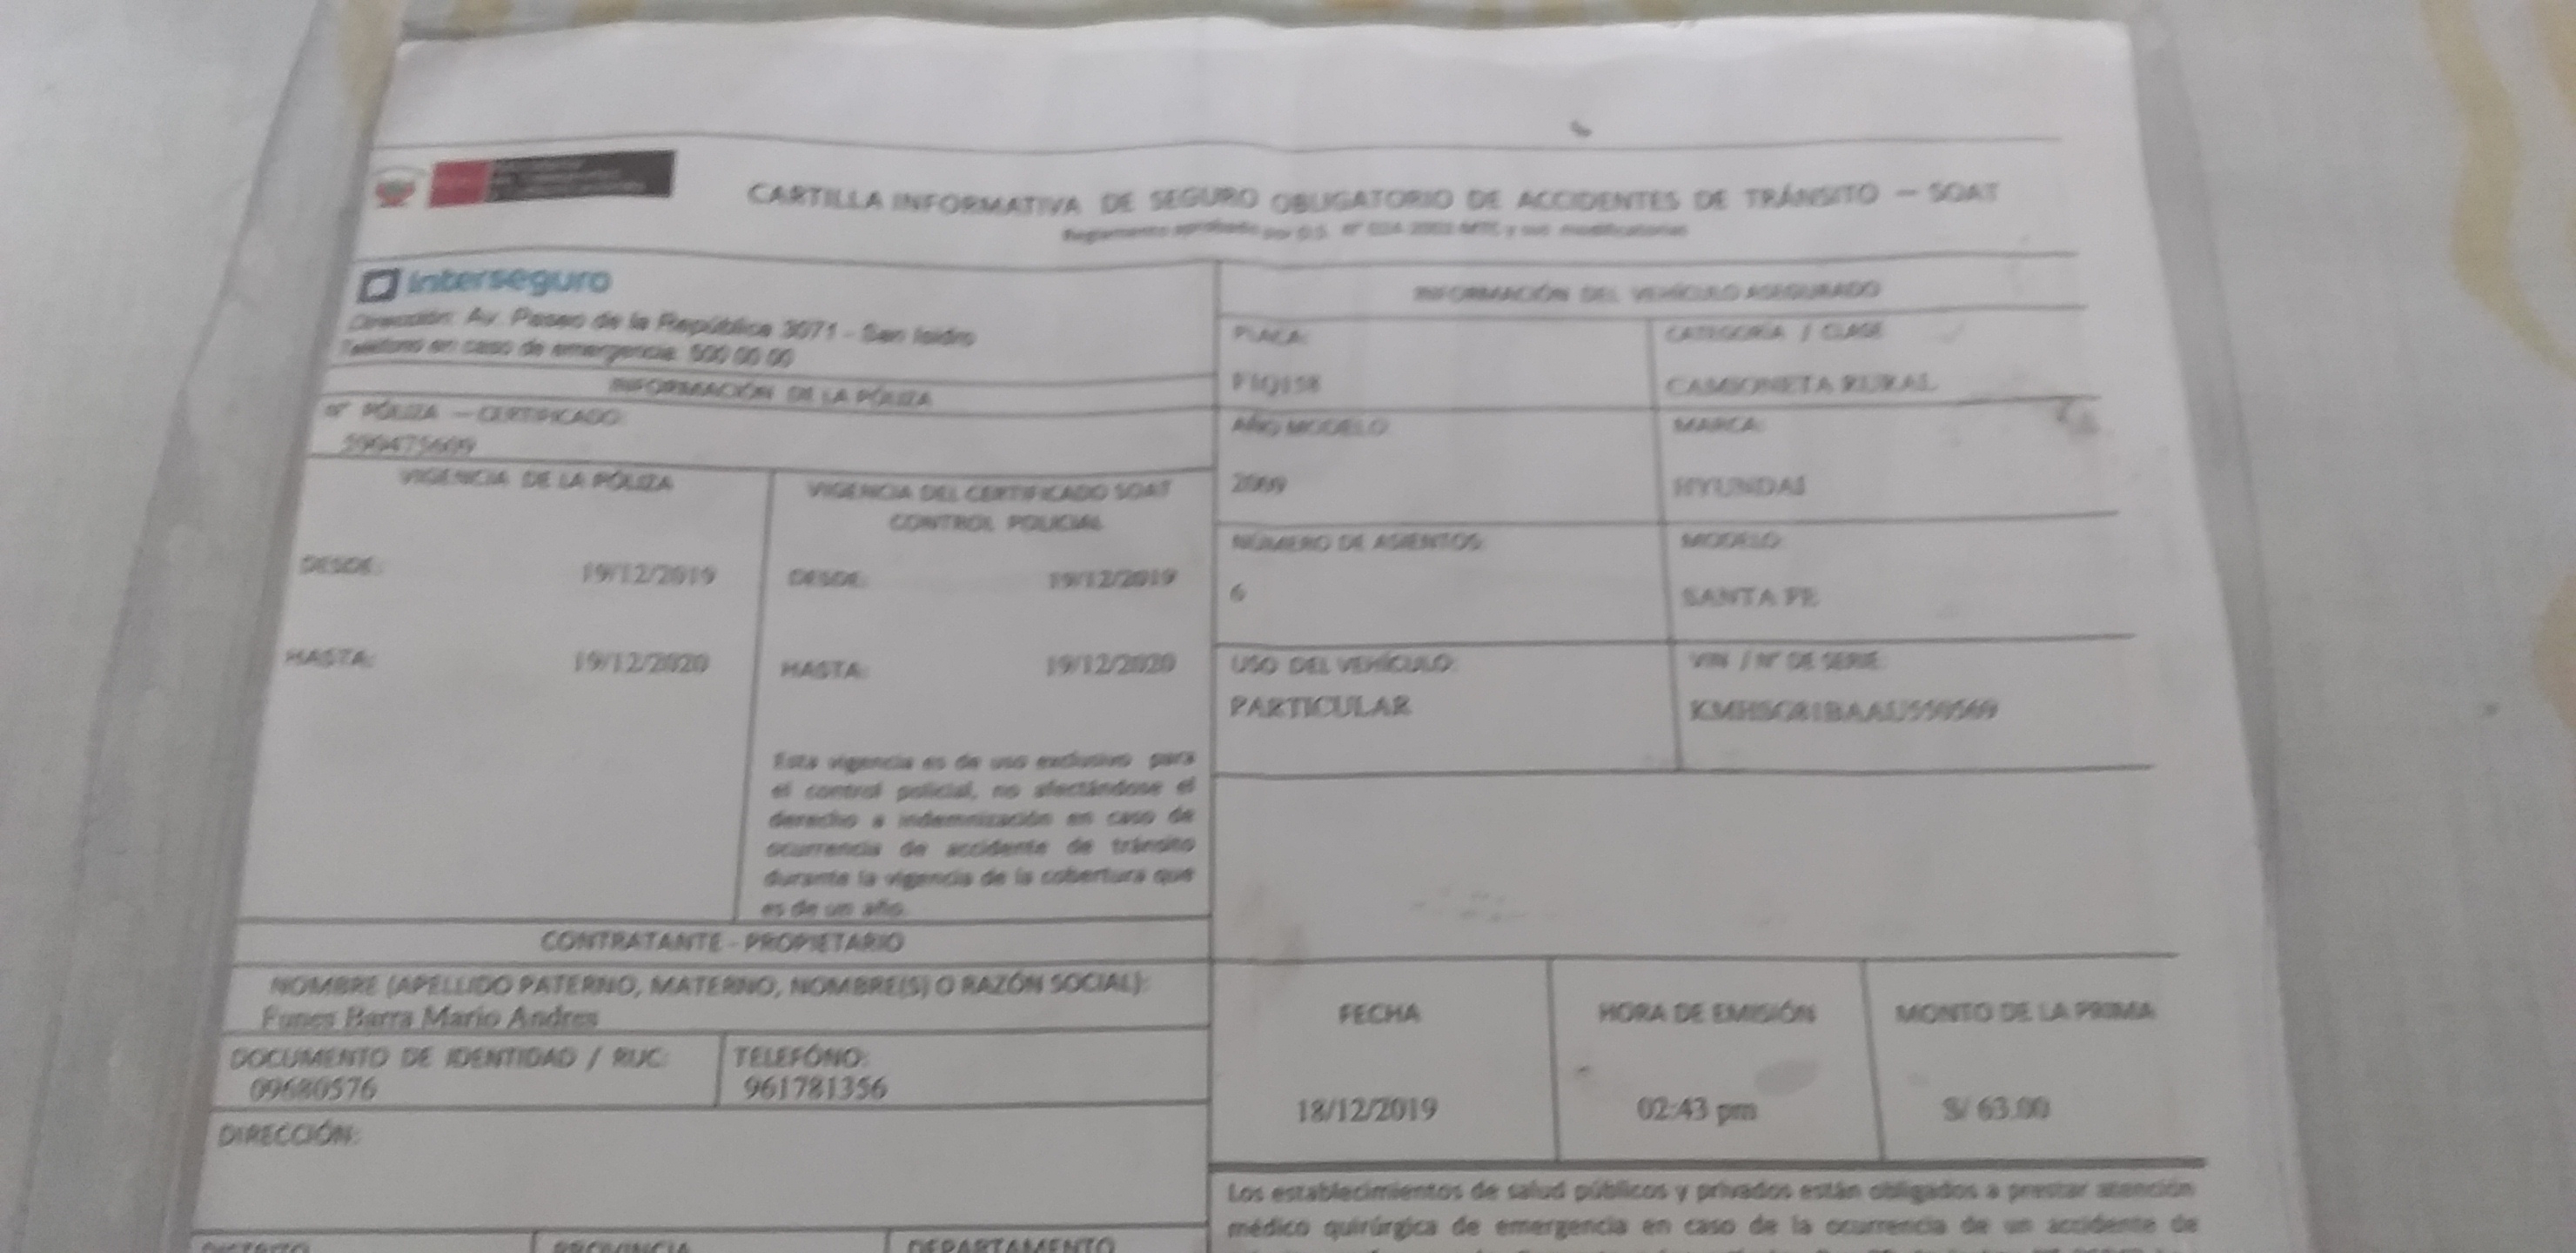 CARTILLA INFORMATIVA DE SEGURO OBLIGATORIO DE ACCIDENTES DE TRÁNSITO – SOAT
Reglamento aprobado por D.S. N° 024-2002-MTC y sus modificatorias
Interseguro
Dirección: Av. Paseo de la República 3071 - San Isidro
Teléfono en caso de emergencia: 500 00 00
INFORMACIÓN DE LA PÓLIZA
N° PÓLIZA – CERTIFICADO:
VIGENCIA DE LA PÓLIZA
DESDE: 19/12/2019
HASTA: 19/12/2020
VIGENCIA DEL CERTIFICADO SOAT
CONTROL POLICIAL
DESDE: 19/12/2019
HASTA: 19/12/2020
Esta vigencia es de uso exclusivo para
el control policial, no afectándose el
derecho a indemnización en caso de
ocurrencia de accidente de tránsito
durante la vigencia de la cobertura que
es de un año.
CONTRATANTE - PROPIETARIO
NOMBRE (APELLIDO PATERNO, MATERNO, NOMBRE(S) O RAZÓN SOCIAL):
Funes Barra Mario Andres
DOCUMENTO DE IDENTIDAD / RUC:
09680576
TELEFÓNO:
961781356
DIRECCIÓN:
DISTRITO
PROVINCIA
DEPARTAMENTO
INFORMACIÓN DEL VEHÍCULO ASEGURADO
PLACA:
CATEGORÍA / CLASE
CAMIONETA RURAL
AÑO MODELO
2009
MARCA:
HYUNDAI
NÚMERO DE ASIENTOS:
6
MODELO:
SANTA FE
USO DEL VEHÍCULO:
PARTICULAR
VIN / N° DE SERIE:
FECHA
18/12/2019
HORA DE EMISIÓN
02:43 pm
MONTO DE LA PRIMA
S/ 63.00
Los establecimientos de salud públicos y privados están obligados a prestar atención
médico quirúrgica de emergencia en caso de la ocurrencia de un accidente de